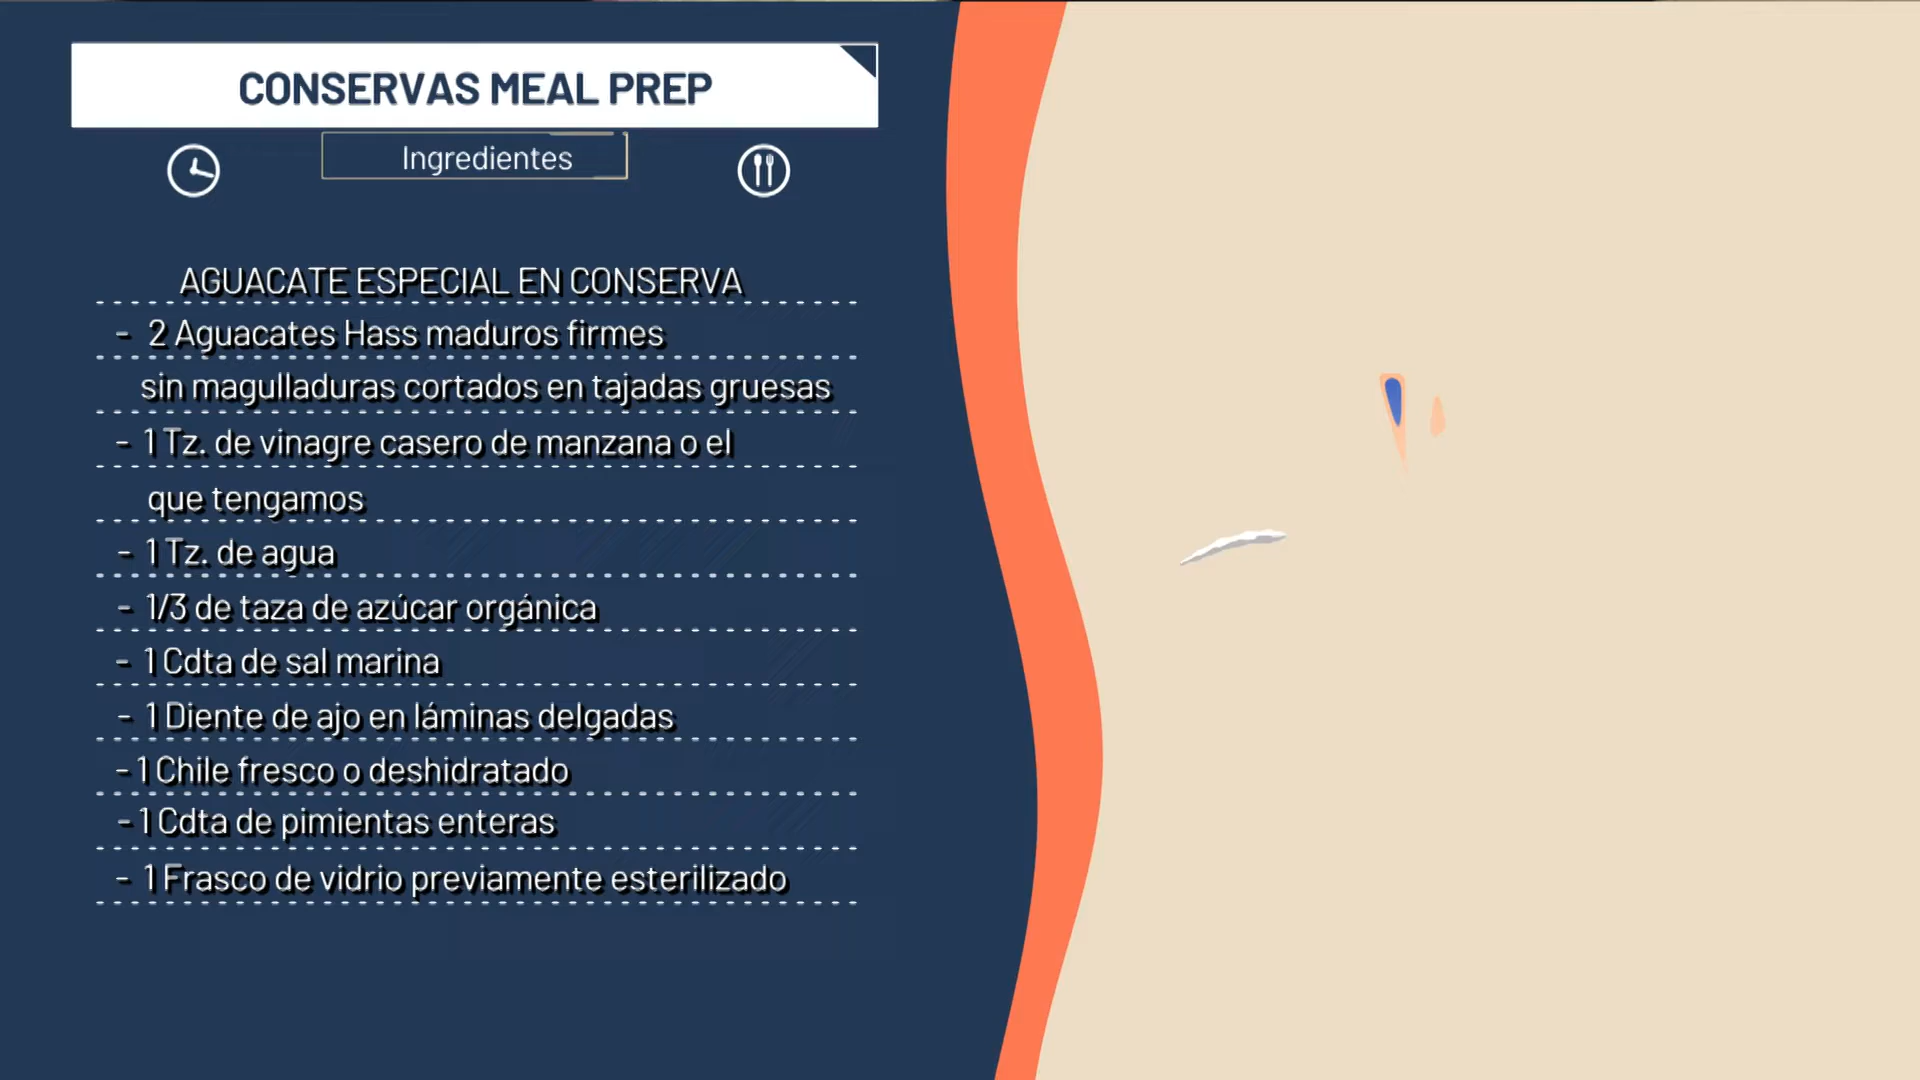 CONSERVAS MEAL PREP
Ingredientes
AGUACATE ESPECIAL EN CONSERVA
- 2 Aguacates Hass maduros firmes
sin magulladuras cortados en tajadas gruesas
- 1 Tz. de vinagre casero de manzana o el
que tengamos
- 1 Tz. de agua
- 1/3 de taza de azúcar orgánica
- 1 Cdta de sal marina
- 1 Diente de ajo en láminas delgadas
- 1 Chile fresco o deshidratado
- 1 Cdta de pimientas enteras
- 1 Frasco de vidrio previamente esterilizado